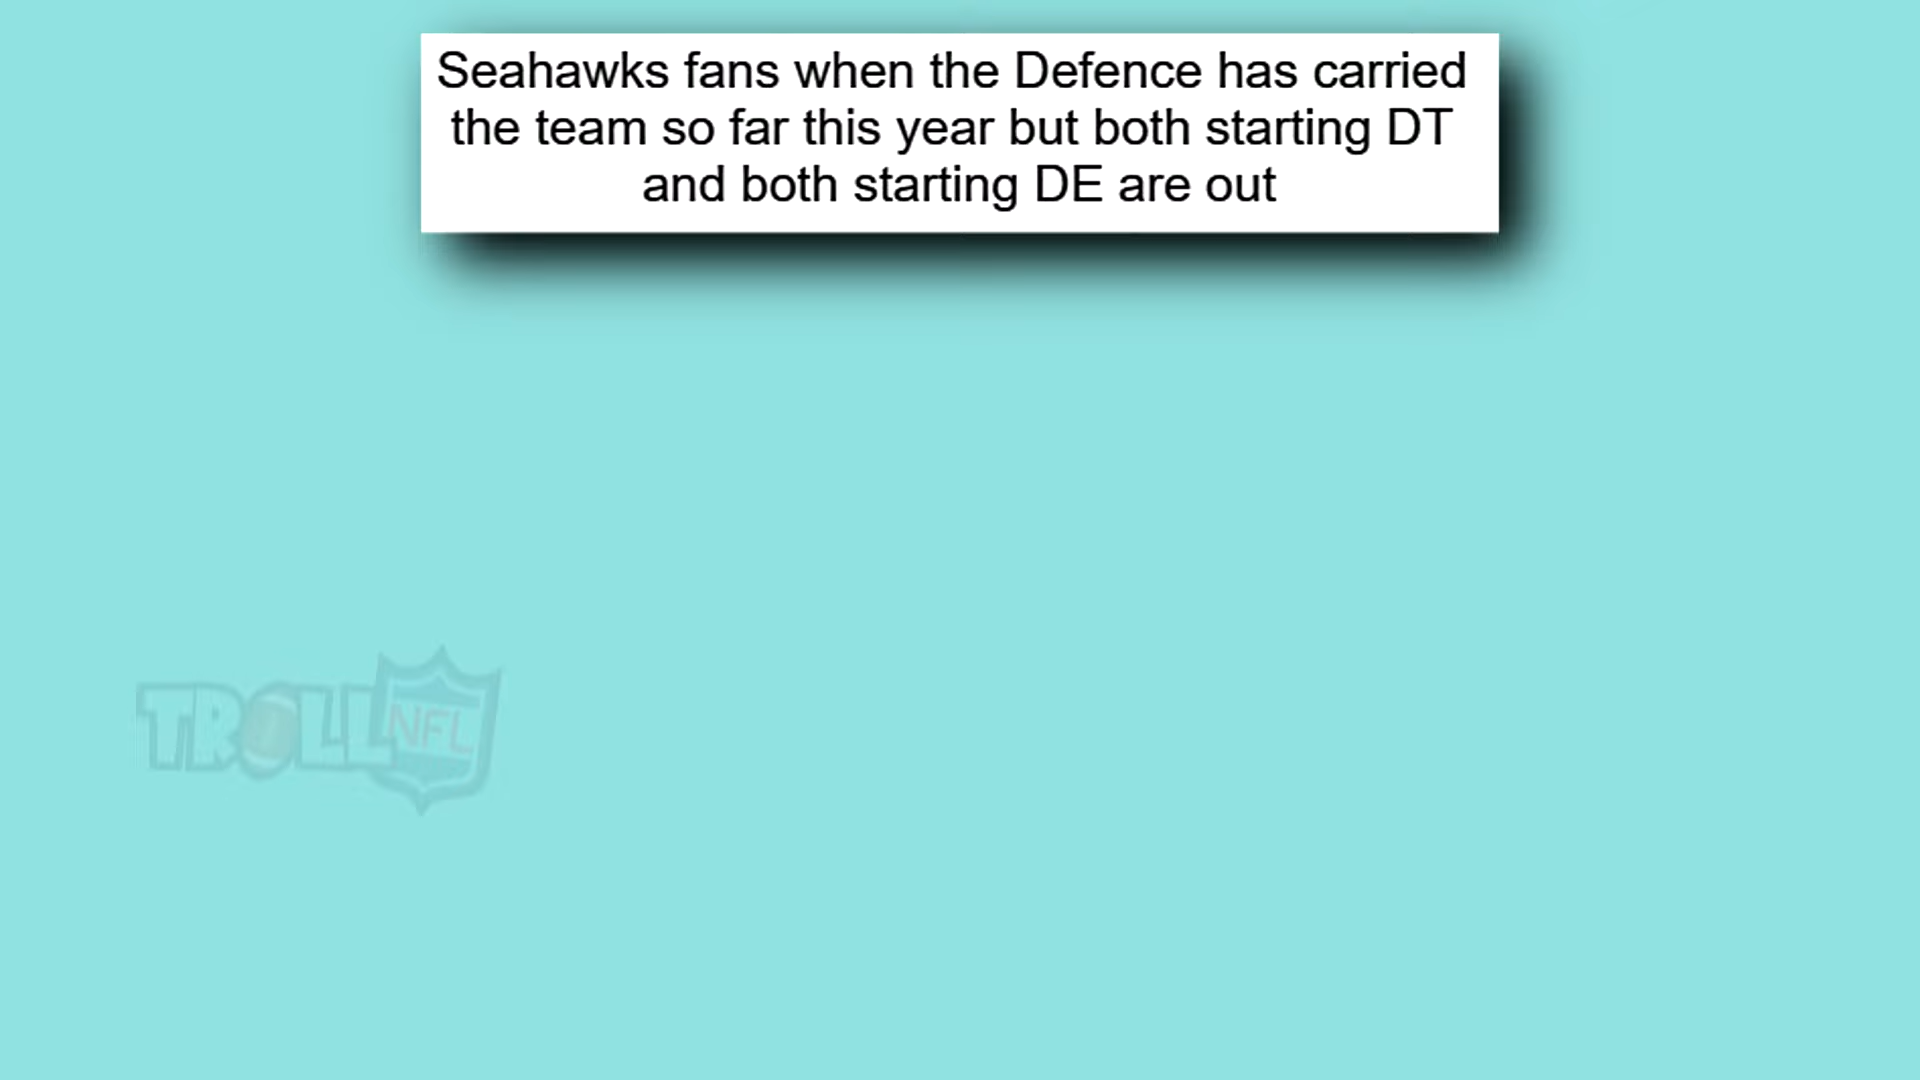 Seahawks fans when the Defence has carried
the team so far this year but both starting DT
and both starting DE are out
TROLL NFL